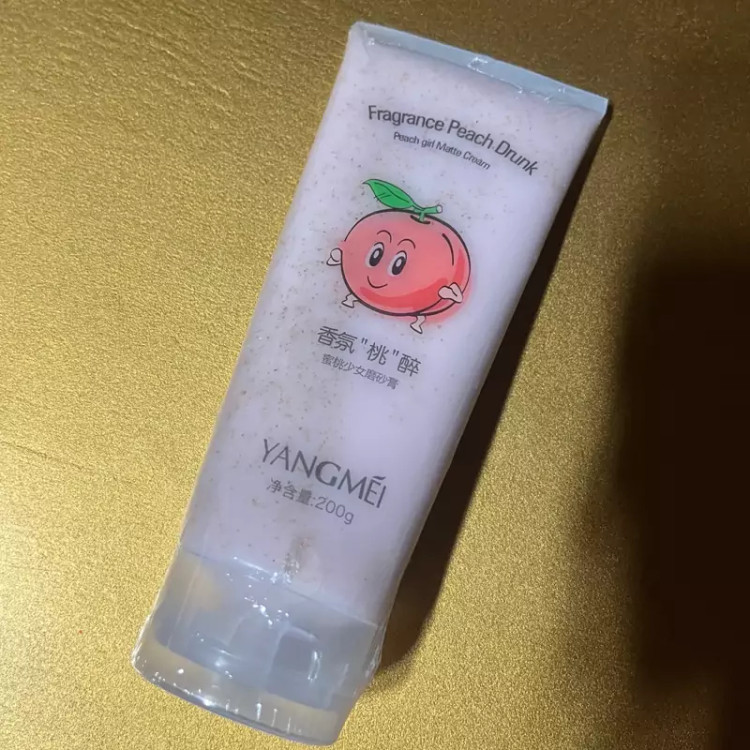 Fragrance Peach Drunk
Peach girl Matte Cream
香氛"桃"醉
蜜桃少女磨砂膏
YANGMÉI
净含量:200g